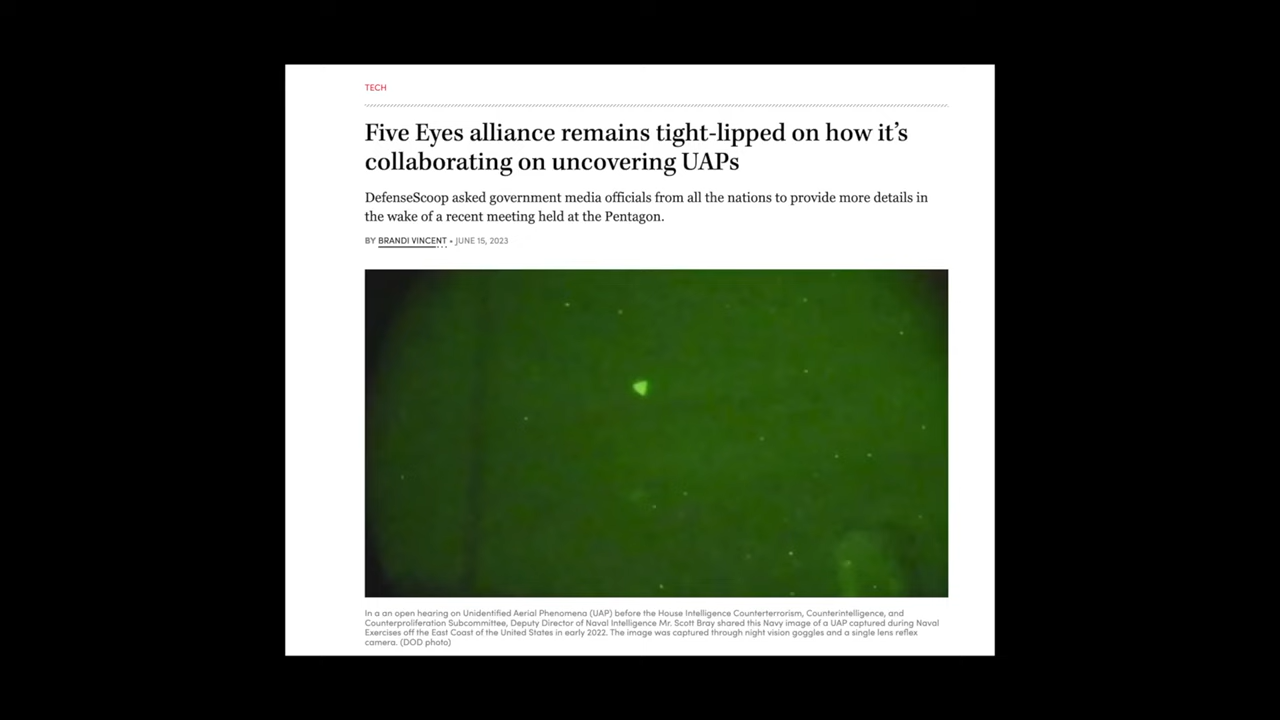 TECH
Five Eyes alliance remains tight-lipped on how it's
collaborating on uncovering UAPs
DefenseScoop asked government media officials from all the nations to provide more details in
the wake of a recent meeting held at the Pentagon.
BY BRANDI VINCENT • JUNE 15, 2023
In a an open hearing on Unidentified Aerial Phenomena (UAP) before the House Intelligence Counterterrorism, Counterintelligence, and
Counterproliferation Subcommittee, Deputy Director of Naval Intelligence Mr. Scott Bray shared this Navy image of a UAP captured during Naval
Exercises off the East Coast of the United States in early 2022. The image was captured through night vision goggles and a single lens reflex
camera. (DOD photo)